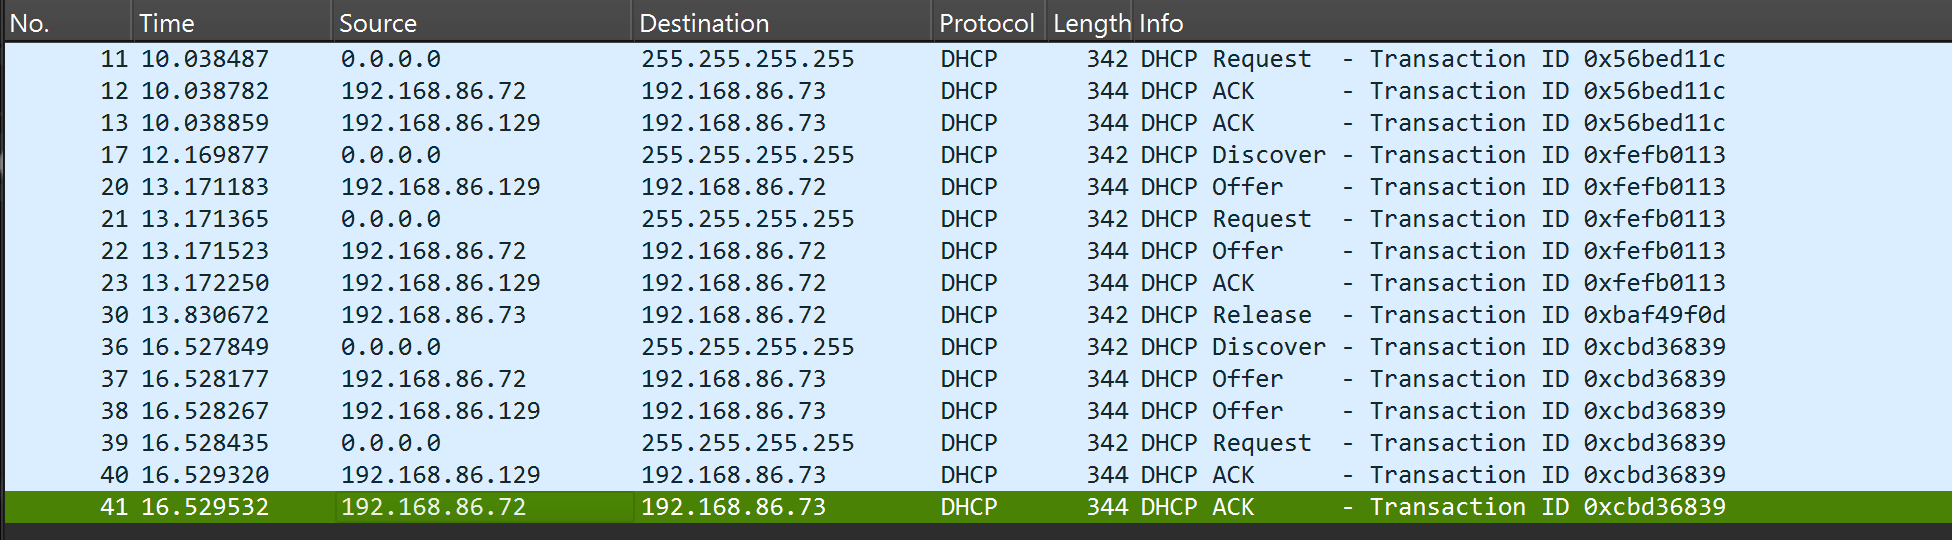 No. Time Source Destination Protocol Length Info
11 10.038487 0.0.0.0 255.255.255.255 DHCP 342 DHCP Request - Transaction ID 0x56bed11c
12 10.038782 192.168.86.72 192.168.86.73 DHCP 344 DHCP ACK - Transaction ID 0x56bed11c
13 10.038859 192.168.86.129 192.168.86.73 DHCP 344 DHCP ACK - Transaction ID 0x56bed11c
17 12.169877 0.0.0.0 255.255.255.255 DHCP 342 DHCP Discover - Transaction ID 0xfefb0113
20 13.171183 192.168.86.129 192.168.86.72 DHCP 344 DHCP Offer - Transaction ID 0xfefb0113
21 13.171365 0.0.0.0 255.255.255.255 DHCP 342 DHCP Request - Transaction ID 0xfefb0113
22 13.171523 192.168.86.72 192.168.86.72 DHCP 344 DHCP Offer - Transaction ID 0xfefb0113
23 13.172250 192.168.86.129 192.168.86.72 DHCP 344 DHCP ACK - Transaction ID 0xfefb0113
30 13.830672 192.168.86.73 192.168.86.72 DHCP 342 DHCP Release - Transaction ID 0xbaf49f0d
36 16.527849 0.0.0.0 255.255.255.255 DHCP 342 DHCP Discover - Transaction ID 0xcbd36839
37 16.528177 192.168.86.72 192.168.86.73 DHCP 344 DHCP Offer - Transaction ID 0xcbd36839
38 16.528267 192.168.86.129 192.168.86.73 DHCP 344 DHCP Offer - Transaction ID 0xcbd36839
39 16.528435 0.0.0.0 255.255.255.255 DHCP 342 DHCP Request - Transaction ID 0xcbd36839
40 16.529320 192.168.86.129 192.168.86.73 DHCP 344 DHCP ACK - Transaction ID 0xcbd36839
41 16.529532 192.168.86.72 192.168.86.73 DHCP 344 DHCP ACK - Transaction ID 0xcbd36839